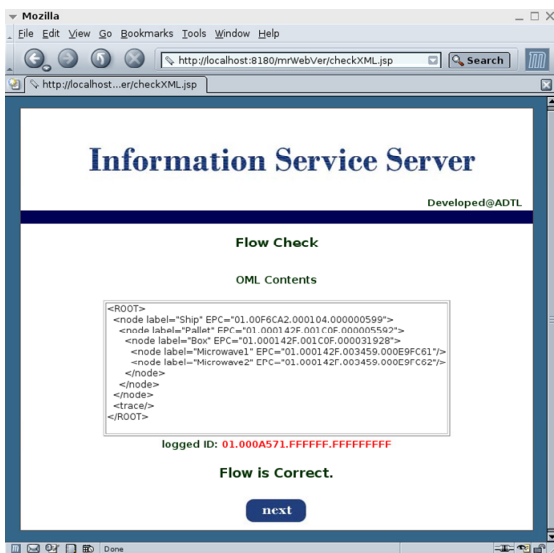 Mozilla
File Edit View Go Bookmarks Tools Window Help
http://localhost:8180/mrWebVer/checkXML.jsp
Search
http://localhost...er/checkXML.jsp
Information Service Server
Developed@ADTL
Flow Check
OML Contents
<ROOT>
<node label="Ship" EPC="01.00F6CA2.000104.000000599">
<node label="Pallet" EPC="01.000142F.001C0F.000005592">
<node label="Box" EPC="01.000142F.001C0F.000031928">
<node label="Microwave1" EPC="01.000142F.003459.000E9FC61"/>
<node label="Microwave2" EPC="01.000142F.003459.000E9FC62"/>
</node>
</node>
</node>
<trace/>
</ROOT>
logged ID: 01.000A571.FFFFFF.FFFFFFFFF
Flow is Correct.
next
Done